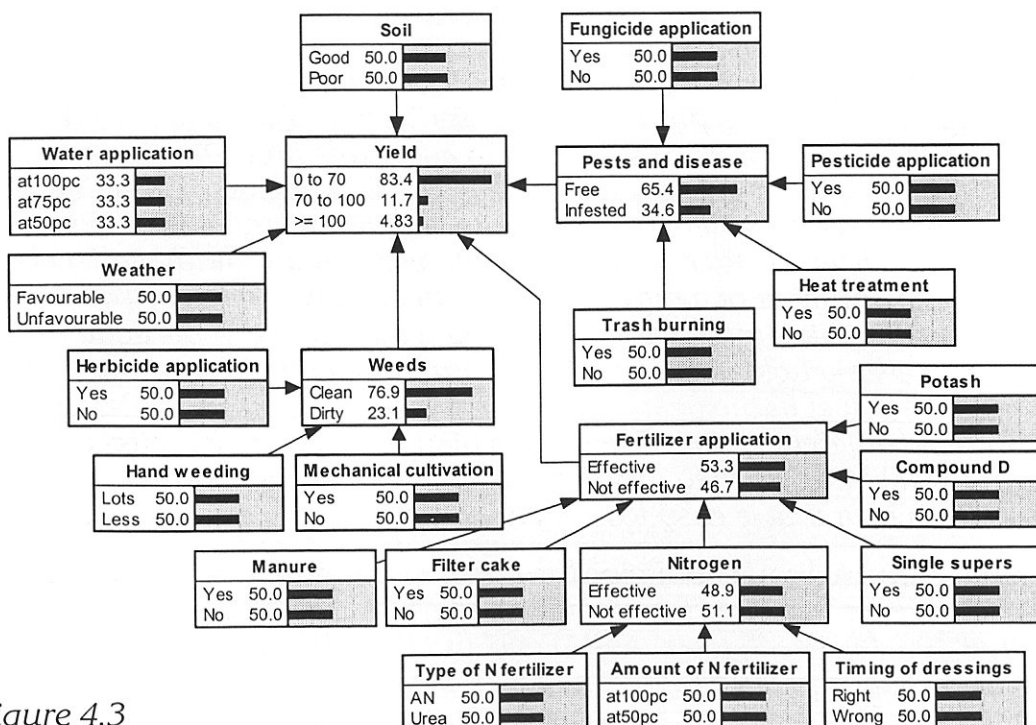 Soil
Good 50.0
Poor 50.0
Fungicide application
Yes 50.0
No 50.0
Water application
at100pc 33.3
at75pc 33.3
at50pc 33.3
Yield
0 to 70 83.4
70 to 100 11.7
>= 100 4.83
Pests and disease
Free 65.4
Infested 34.6
Pesticide application
Yes 50.0
No 50.0
Weather
Favourable 50.0
Unfavourable 50.0
Heat treatment
Yes 50.0
No 50.0
Trash burning
Yes 50.0
No 50.0
Herbicide application
Yes 50.0
No 50.0
Weeds
Clean 76.9
Dirty 23.1
Potash
Yes 50.0
No 50.0
Fertilizer application
Effective 53.3
Not effective 46.7
Hand weeding
Lots 50.0
Less 50.0
Mechanical cultivation
Yes 50.0
No 50.0
Compound D
Yes 50.0
No 50.0
Manure
Yes 50.0
No 50.0
Filter cake
Yes 50.0
No 50.0
Nitrogen
Effective 48.9
Not effective 51.1
Single supers
Yes 50.0
No 50.0
Type of N fertilizer
AN 50.0
Urea 50.0
Amount of N fertilizer
at100pc 50.0
at50pc 50.0
Timing of dressings
Right 50.0
Wrong 50.0
igure 4.3